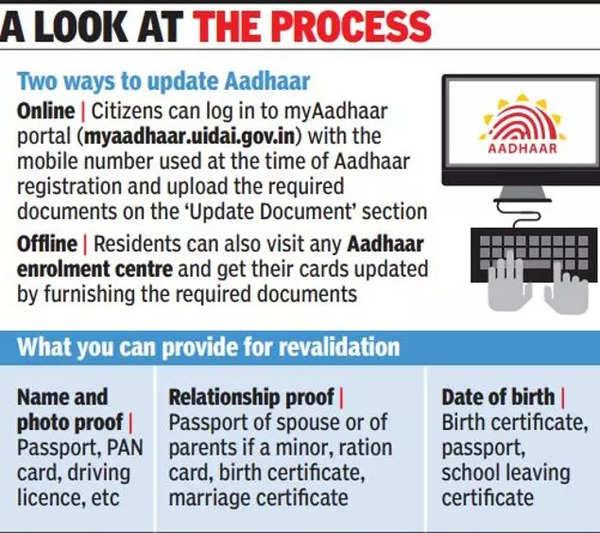 A LOOK AT THE PROCESS
Two ways to update Aadhaar
Online | Citizens can log in to myAadhaar
portal (myaadhaar.uidai.gov.in) with the
mobile number used at the time of Aadhaar
registration and upload the required
documents on the ‘Update Document’ section
AADHAAR
Offline | Residents can also visit any Aadhaar
enrolment centre and get their cards updated
by furnishing the required documents
What you can provide for revalidation
Name and
photo proof |
Passport, PAN
card, driving
licence, etc
Relationship proof |
Passport of spouse or of
parents if a minor, ration
card, birth certificate,
marriage certificate
Date of birth |
Birth certificate,
passport,
school leaving
certificate